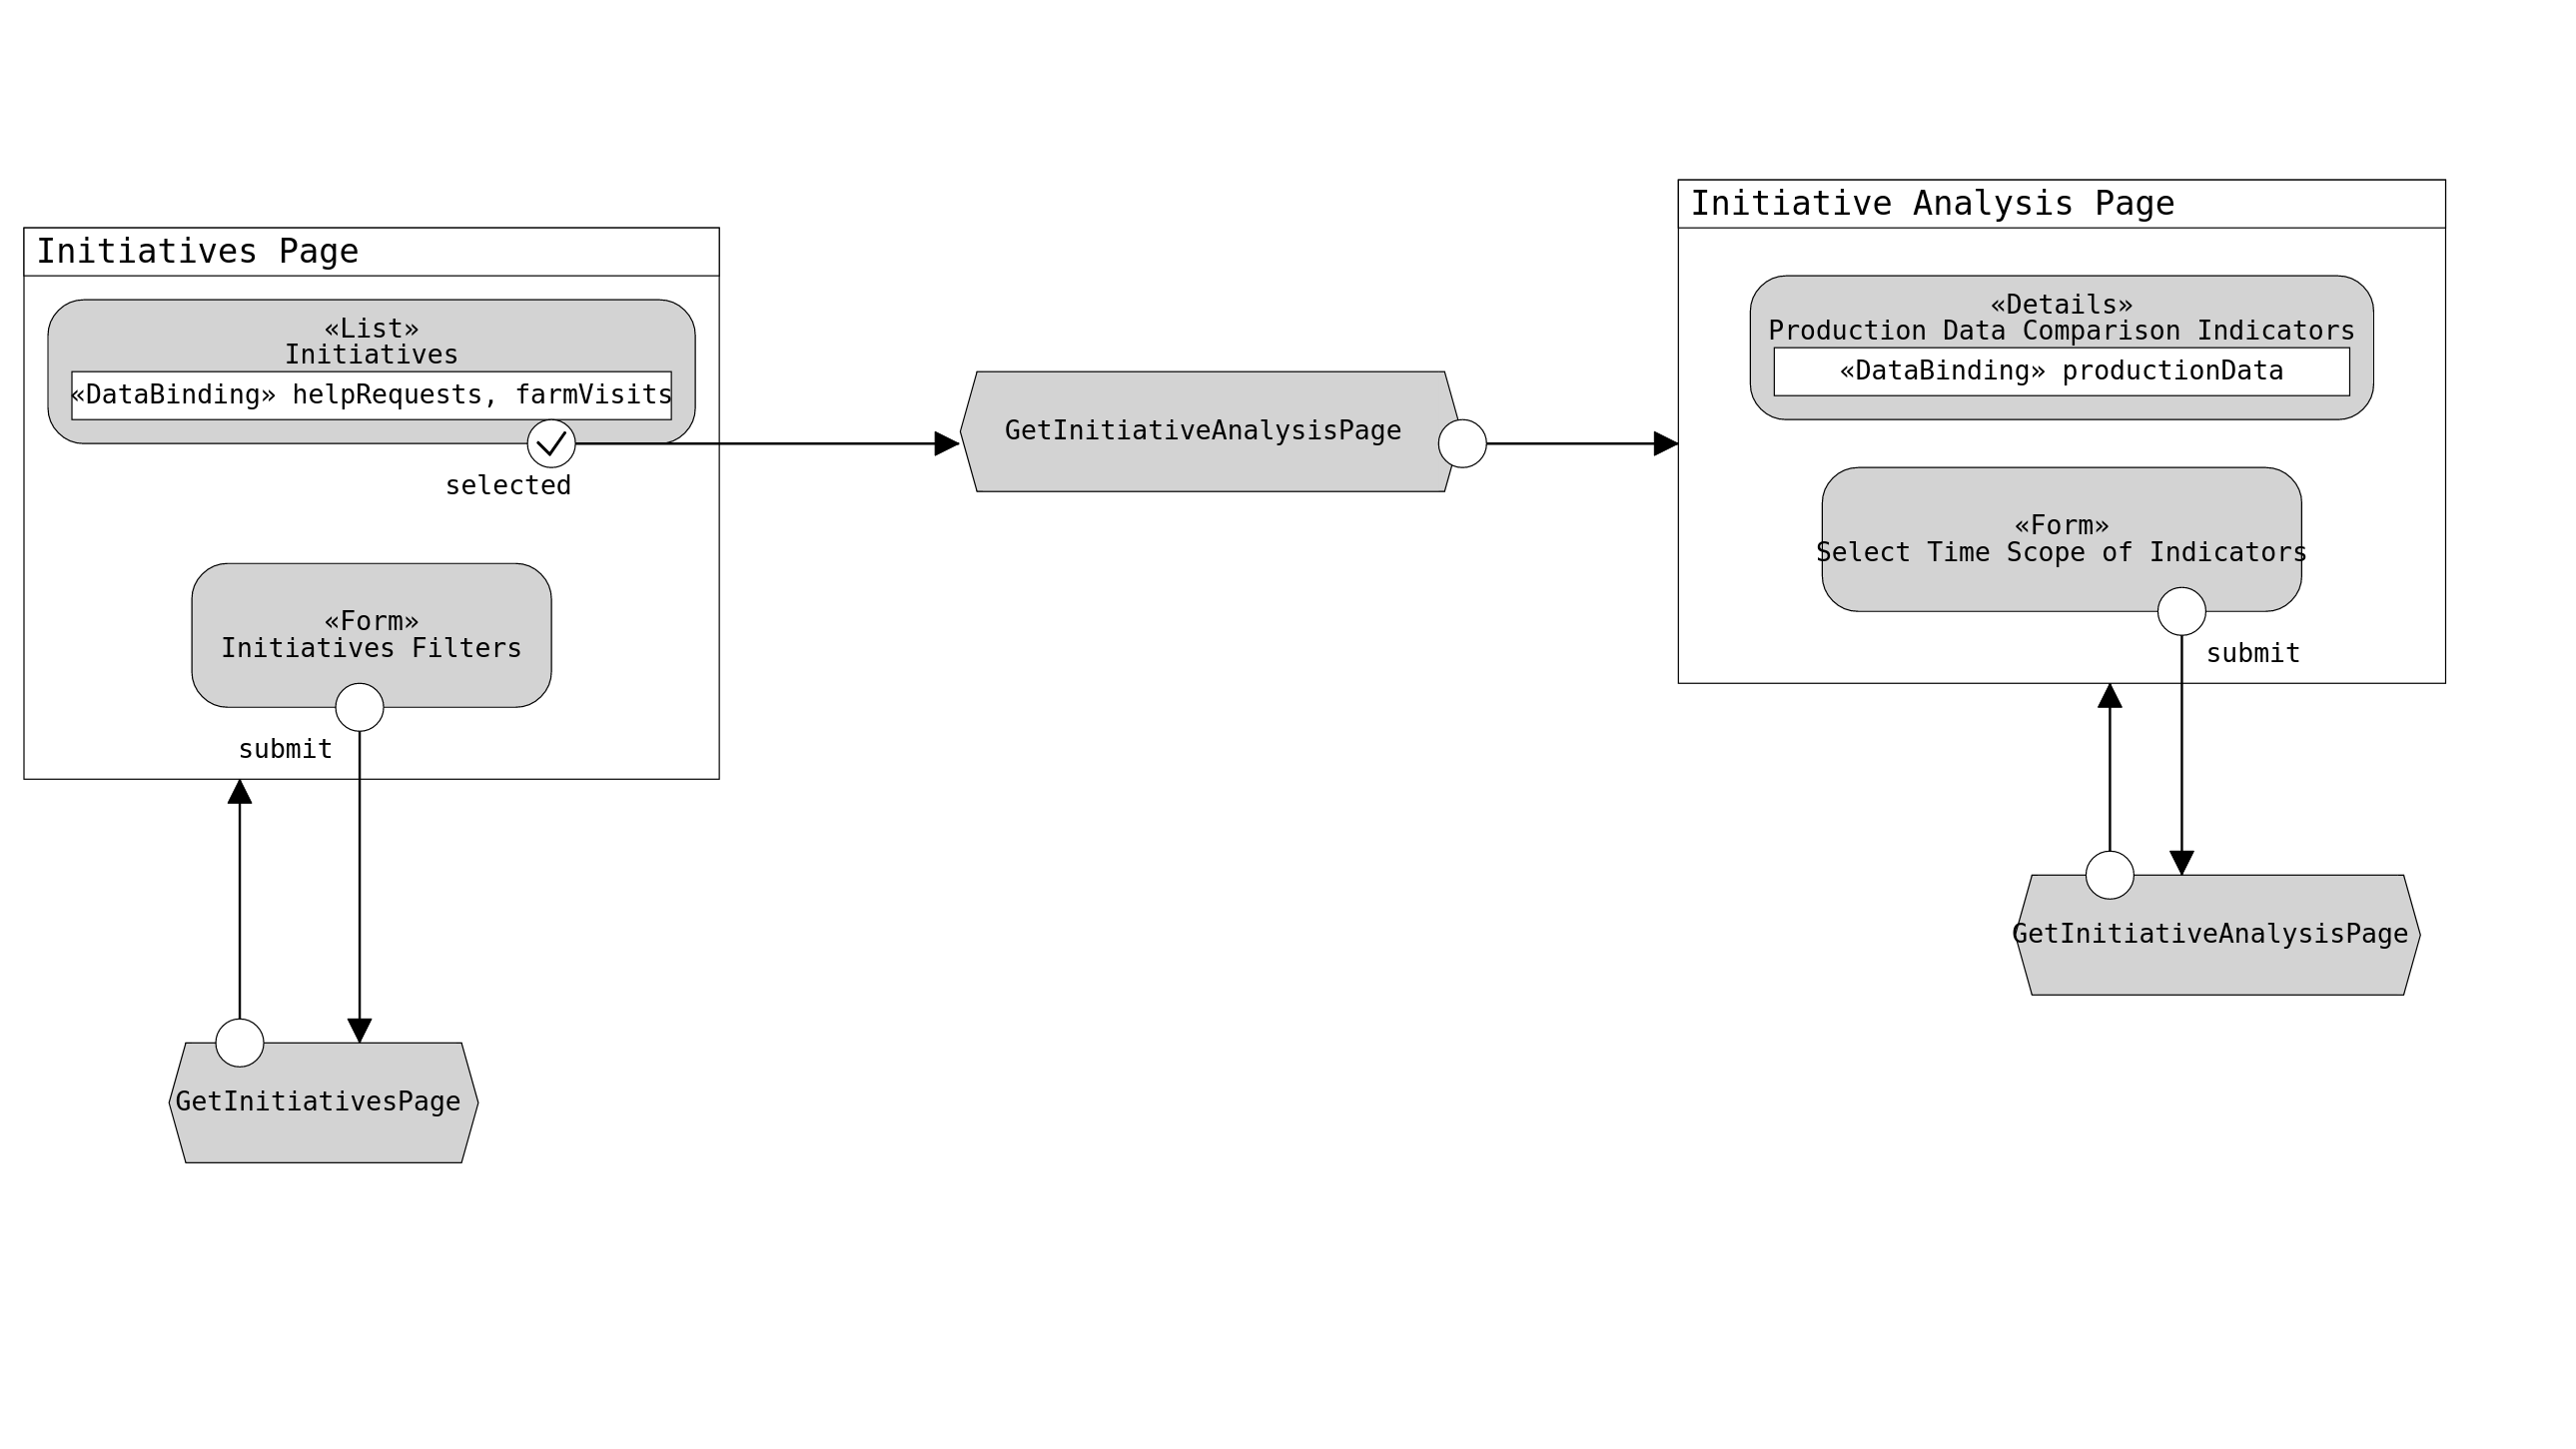 Initiatives Page
«List»
Initiatives
«DataBinding» helpRequests, farmVisits
selected
«Form»
Initiatives Filters
submit
GetInitiativesPage
GetInitiativeAnalysisPage
Initiative Analysis Page
«Details»
Production Data Comparison Indicators
«DataBinding» productionData
«Form»
Select Time Scope of Indicators
submit
GetInitiativeAnalysisPage